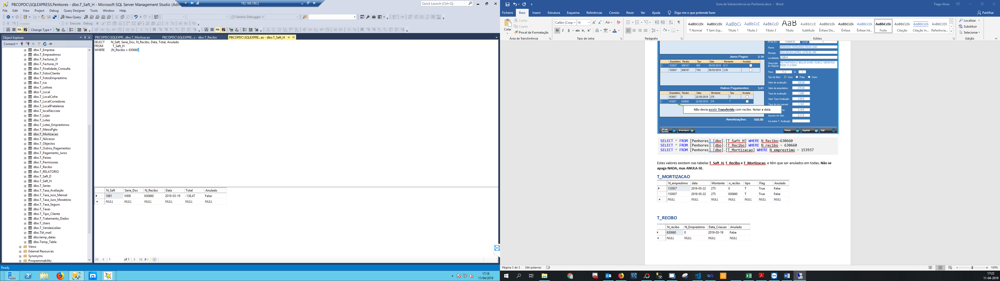 PBCOPDC\SQLEXPRESS.Penhores - dbo.T_Saft_H - Microsoft SQL Server Management Studio
192.168.100.2
Quick Launch (Ctrl+Q)
File Edit View Project Debug Query Designer Tools Window Help
New Query
Generic Debugger
master
Execute Debug
Change Type
Object Explorer
Connect
dbo.T_Empresa
dbo.T_Emprestimos
dbo.T_Facturas_D
dbo.T_Facturas_H
dbo.T_Finalidade_Consulta
dbo.T_FotosCliente
dbo.T_FotosEmprestimo
dbo.T_Iva
dbo.T_Leiloes
dbo.T_Local
dbo.T_LocalCofre
dbo.T_LocalCorredores
dbo.T_LocalPrateleiras
dbo.T_localSeccoes
dbo.T_Lojas
dbo.T_Lotes
dbo.T_Lotes_Emprestimos
dbo.T_MeiosPgto
dbo.T_Mortizacao
dbo.T_NAcesso
dbo.T_Objectos
dbo.T_Outros_Pagamentos
dbo.T_Pagamento_Juros
dbo.T_Paises
dbo.T_Permissoes
dbo.T_Recibo
dbo.T_RELATORIO
dbo.T_Saft_D
dbo.T_Saft_H
dbo.T_Series
dbo.T_Taxa_Avaliação
dbo.T_Taxa_Juro_Mensal
dbo.T_Taxa_Juro_Moratório
dbo.T_Taxa_Seguro
dbo.T_Taxas
dbo.T_Tipo_Cliente
dbo.T_Tratamento_Dados
dbo.T_Users
dbo.T_VendasLeilao
dbo.Tbl_mail
dbo.temp_datas
dbo.Temp_Table
Views
External Resources
Synonyms
Programmability
PBCOPDC\SQLEXPR...dbo.T_Mortizacao PBCOPDC\SQLEXPRE...s - dbo.T_Recibo PBCOPDC\SQLEXPRE...es - dbo.T_Saft_H
SELECT N_Saft, Serie_Doc, N_Recibo, Data, Total, Anulado
FROM T_Saft_H
WHERE (N_Recibo = 630660)
N_Saft Serie_Doc N_Recibo Data Total Anulado
1681 V008 630660 2019-03-19 -138,47 False
NULL NULL NULL NULL NULL NULL
1 of 1
Ready
17:18
11/04/2019
Guia de Sobrevivência ao Penhores.docx - Word
Tiago Alves
Ficheiro Base Inserir Estrutura Esquema Referências Correio Rever Ver Ajuda Diga-me o que pretende fazer
Partilhar
Colar
Cortar
Copiar
Pincel de Formatação
Área de Transferência
Calibri (Corp 14
Tipo de Letra
Parágrafo
¶ Normal ¶ Sem Esp... Título 1 Título 2 Título 3 Título Subtítulo Ênfase Dis... Ênfase Ênfase Int... Forte Citação Citação In... Referência...
Estilos
Localizar
Substituir
Selecionar
Edição
Nº do B.I.: 11493579 Local: 1
Nome: ARMANDO FERNANDO ROSA LINO
Morada: RUA SOUSA LOPES, LOTE 63, 4ºD
Localidade: LISBOA
Descrição do Objecto: FIO FANTASIA C/ BOLAS OURO 19.2K C/ DEFEITOS
PESO 11.2 GRS
Peso: 11,2 Gr. 1
Tipo de Bem: Ouro Prata Outro
Valor de avaliação: 330,00
Valor de empréstimo: 275,00
Taxa de avaliação: 1,000
Valor Taxa Avaliação: 3,30 €
Taxa de juro mensal: 1,161
3,19 €
Imposto de Selo: 0,11 €
Iva sobre T. Avaliação:
Juros Pagos: 3,19
Empréstimo Recibo Tipo Data Montante Anulado
153937 608167 IMS 09/03/2018 0,11
153937 608167 TXA 09/03/2018 3,30
Outros Pagamentos: 3,41
Empréstimo Recibo Data Montante Tipo Anulado
153937 0 22/05/2019 275 T
153937 630660 22/05/2019 275 T
Não devia existir Transferido com recibo. Notar a data.
Amortizações: 550,00
2ª via Cautela 2ª via fatura Fotos Imprimir Sair
SELECT * FROM [Penhores].[dbo].[T_Saft_H] WHERE N_Recibo=630660
SELECT * FROM [Penhores].[dbo].[T_Recibo] WHERE N_recibo = 630660
SELECT * FROM [Penhores].[dbo].[T_Mortizacao] WHERE N_emprestimo = 153937
Estes valores existem nas tabelas T_Saft_H, T_Recibo e T_Mortizacao, e têm que ser anulados em todas. Não se
apaga NADA, mas ANULA-SE.
T_MORTIZACAO
N_emprestimo data Montante n_recibo tipo Flag Anulado
153937 2019-05-22 275 0 T True False
153937 2019-05-22 275 630660 T True False
NULL NULL NULL NULL NULL NULL NULL
T_RECIBO
N_recibo N_Emprestimo Data_Criacao Anulado
630660 0 2019-03-19 False
NULL NULL NULL NULL
Página 3 de 3 366 palavras
100%
17:22
11-04-2019